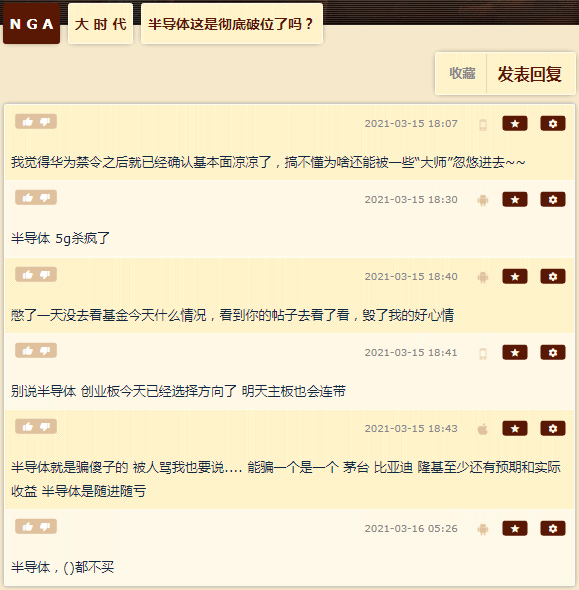 NGA 大时代 半导体这是彻底破位了吗？
收藏 发表回复
2021-03-15 18:07
我觉得华为禁令之后就已经确认基本面凉凉了，搞不懂为啥还能被一些“大师”忽悠进去~~
2021-03-15 18:30
半导体 5g杀疯了
2021-03-15 18:40
憋了一天没去看基金今天什么情况，看到你的帖子去看了看，毁了我的好心情
2021-03-15 18:41
别说半导体 创业板今天已经选择方向了 明天主板也会连带
2021-03-15 18:43
半导体就是骗傻子的 被人骂我也要说.... 能骗一个是一个 茅台 比亚迪 隆基至少还有预期和实际
收益 半导体是随进随亏
2021-03-16 05:26
半导体，()都不买